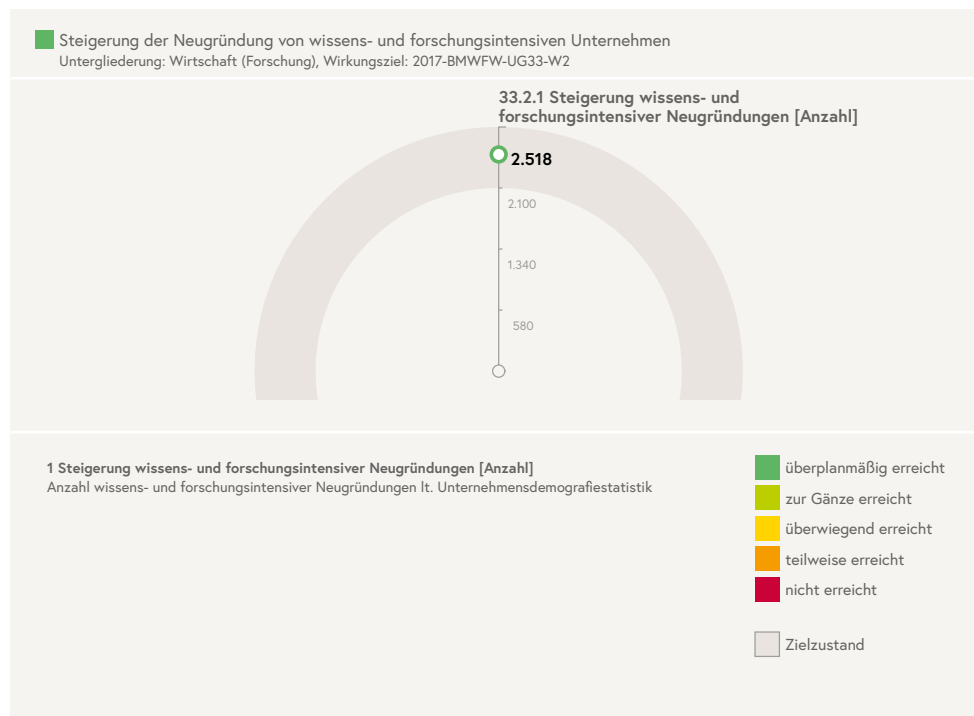 Steigerung der Neugründung von wissens- und forschungsintensiven Unternehmen
Untergliederung: Wirtschaft (Forschung), Wirkungsziel: 2017-BMWFW-UG33-W2
33.2.1 Steigerung wissens- und
forschungsintensiver Neugründungen [Anzahl]
2.518
2.100
1.340
580
1 Steigerung wissens- und forschungsintensiver Neugründungen [Anzahl]
Anzahl wissens- und forschungsintensiver Neugründungen lt. Unternehmensdemografiestatistik
überplanmäßig erreicht
zur Gänze erreicht
überwiegend erreicht
teilweise erreicht
nicht erreicht
Zielzustand